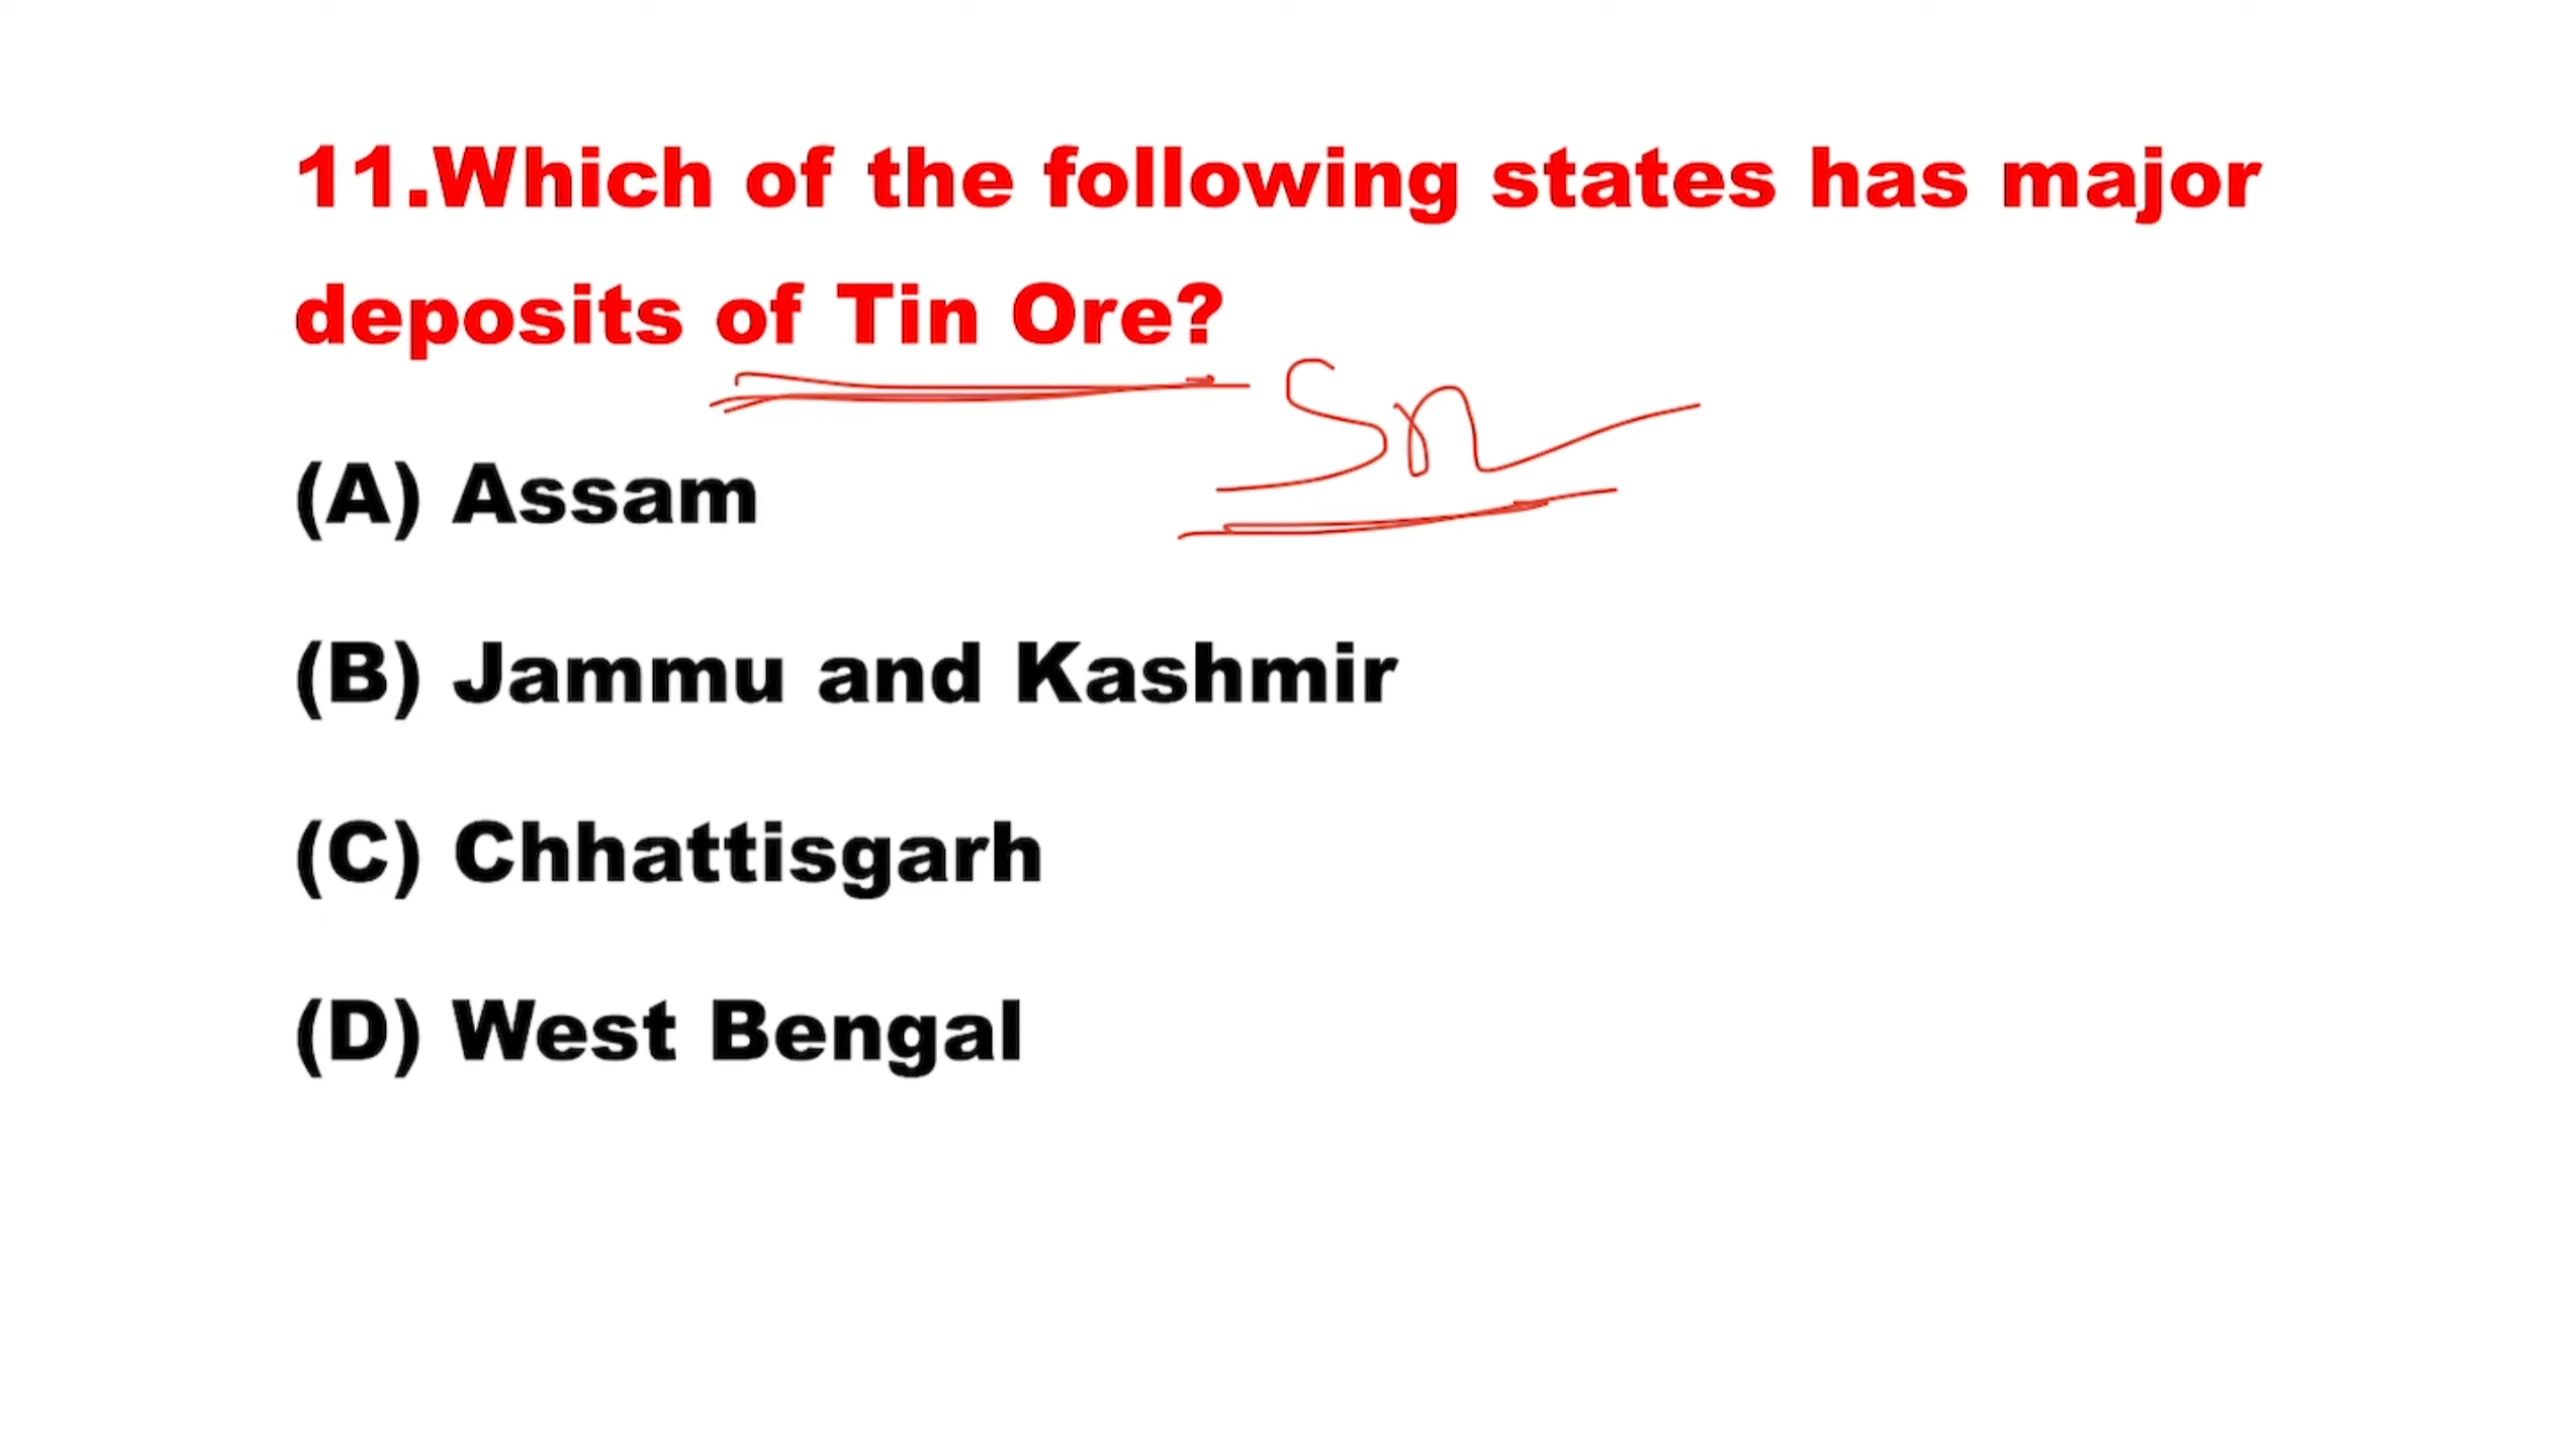 11.Which of the following states has major
deposits of Tin Ore?
Sn
(A) Assam
(B) Jammu and Kashmir
(C) Chhattisgarh
(D) West Bengal